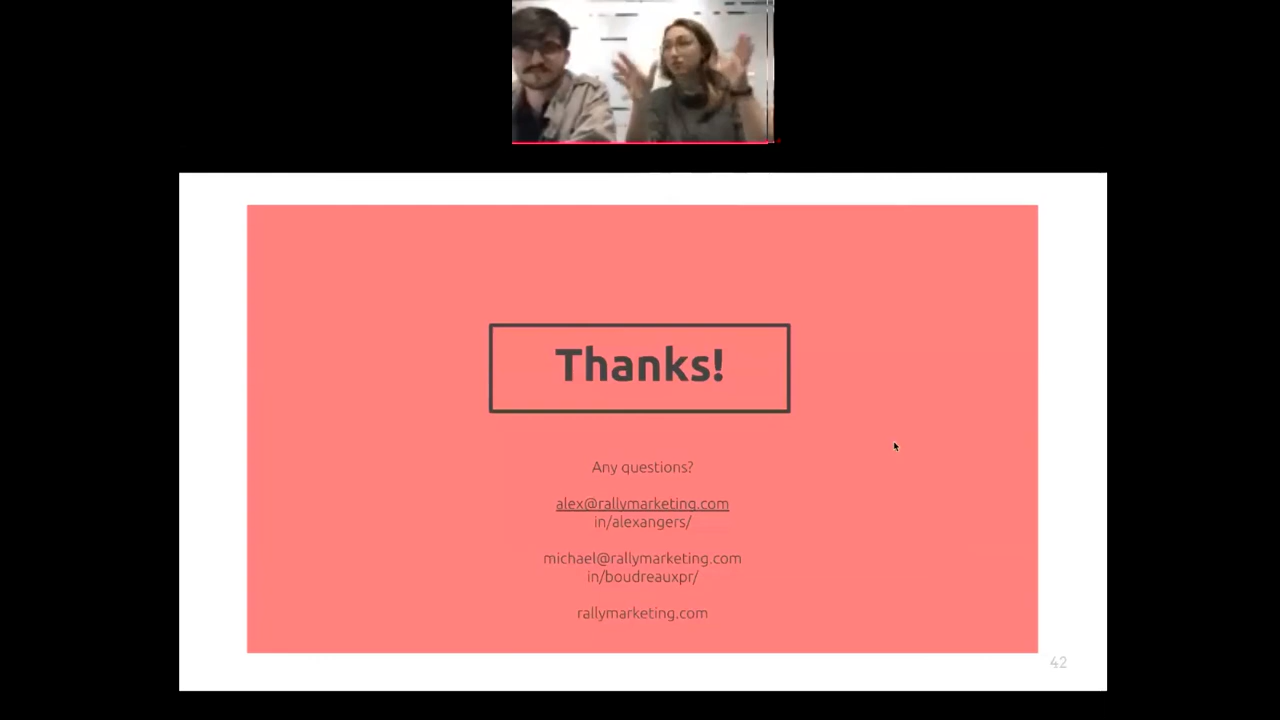 Thanks!
Any questions?
alex@rallymarketing.com
in/alexangers/
michael@rallymarketing.com
in/boudreauxpr/
rallymarketing.com
42